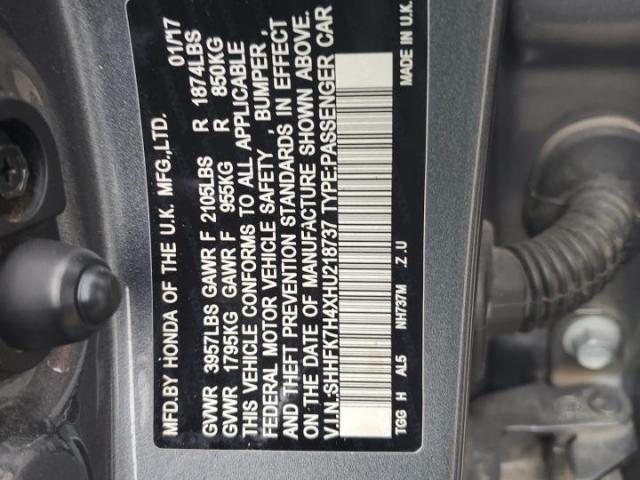 MFD.BY HONDA OF THE U.K. MFG.,LTD. 01/17
GVWR 3957LBS GAWR F 2105LBS R 1874LBS
GVWR 1795KG GAWR F 955KG R 850KG
THIS VEHICLE CONFORMS TO ALL APPLICABLE
FEDERAL MOTOR VEHICLE SAFETY , BUMPER ,
AND THEFT PREVENTION STANDARDS IN EFFECT
ON THE DATE OF MANUFACTURE SHOWN ABOVE.
V.I.N.:SHHFK7H4XHU218737 TYPE:PASSENGER CAR
TGG H AL5 NH737M .Z.U MADE IN U.K.